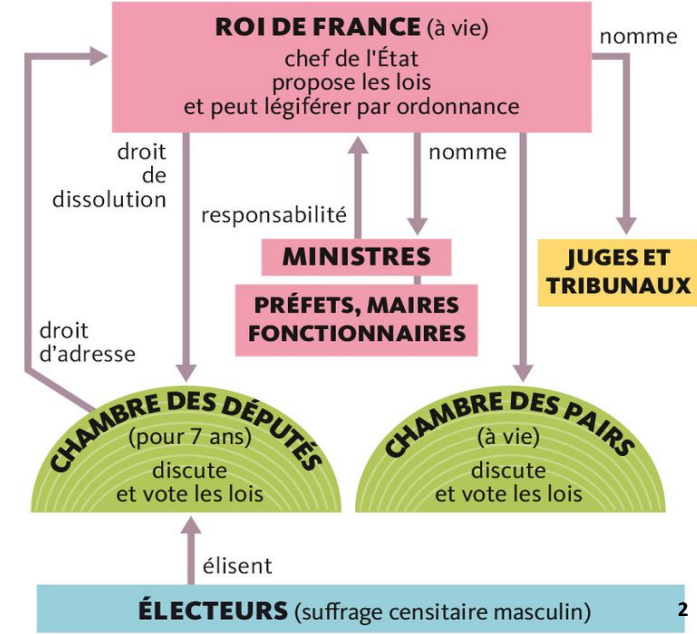 ROI DE FRANCE (à vie)
chef de l'État
propose les lois
et peut légiférer par ordonnance
nomme
droit
de
dissolution
nomme
responsabilité
MINISTRES
PRÉFETS, MAIRES
FONCTIONNAIRES
JUGES ET
TRIBUNAUX
droit
d’adresse
CHAMBRE DES DÉPUTÉS
(pour 7 ans)
discute
et vote les lois
CHAMBRE DES PAIRS
(à vie)
discute
et vote les lois
élisent
ÉLECTEURS (suffrage censitaire masculin)
2